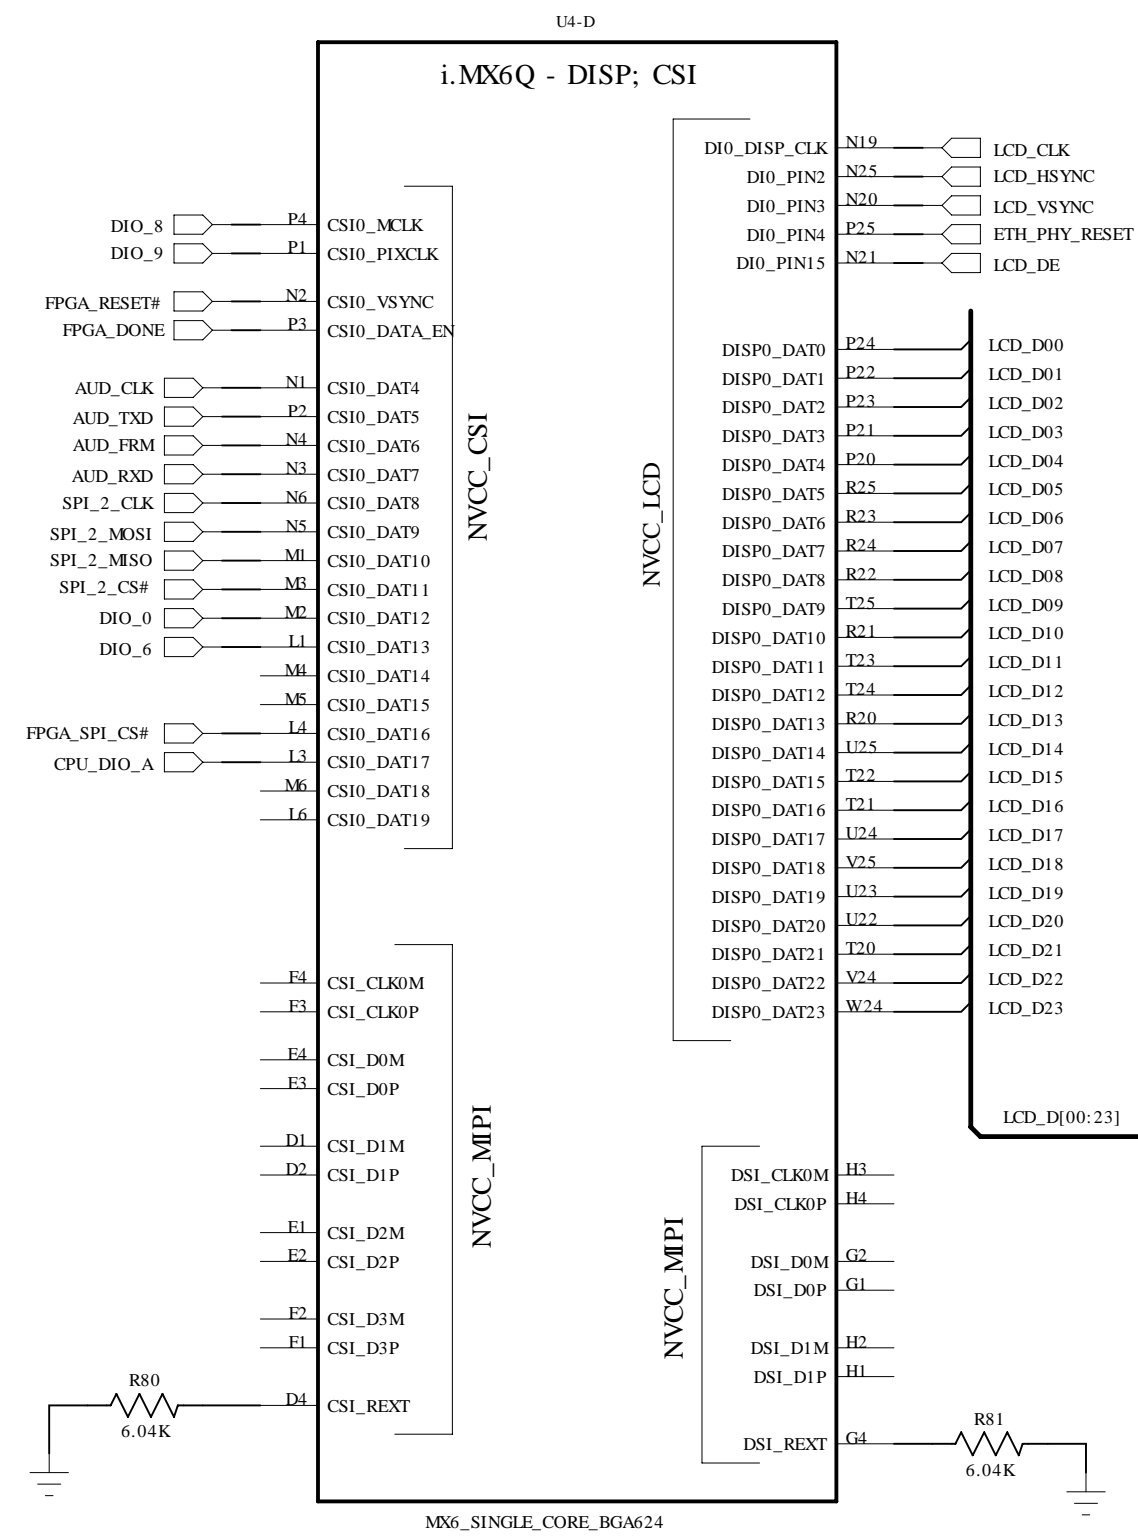 U4-D
i.MX6Q - DISP; CSI
DIO_8 P4 CSI0_MCLK
DIO_9 P1 CSI0_PIXCLK
FPGA_RESET# N2 CSI0_VSYNC
FPGA_DONE P3 CSI0_DATA_EN
AUD_CLK N1 CSI0_DAT4
AUD_TXD P2 CSI0_DAT5
AUD_FRM N4 CSI0_DAT6
AUD_RXD N3 CSI0_DAT7
SPI_2_CLK N6 CSI0_DAT8
SPI_2_MOSI N5 CSI0_DAT9
SPI_2_MISO M1 CSI0_DAT10
SPI_2_CS# M3 CSI0_DAT11
DIO_0 M2 CSI0_DAT12
DIO_6 L1 CSI0_DAT13
M4 CSI0_DAT14
M5 CSI0_DAT15
FPGA_SPI_CS# L4 CSI0_DAT16
CPU_DIO_A L3 CSI0_DAT17
M6 CSI0_DAT18
L6 CSI0_DAT19
NVCC_CSI
F4 CSI_CLK0M
F3 CSI_CLK0P
E4 CSI_D0M
E3 CSI_D0P
D1 CSI_D1M
D2 CSI_D1P
E1 CSI_D2M
E2 CSI_D2P
F2 CSI_D3M
F1 CSI_D3P
R80
6.04K
D4 CSI_REXT
NVCC_MIPI
NVCC_LCD
DI0_DISP_CLK N19 LCD_CLK
DI0_PIN2 N25 LCD_HSYNC
DI0_PIN3 N20 LCD_VSYNC
DI0_PIN4 P25 ETH_PHY_RESET
DI0_PIN15 N21 LCD_DE
DISP0_DAT0 P24 LCD_D00
DISP0_DAT1 P22 LCD_D01
DISP0_DAT2 P23 LCD_D02
DISP0_DAT3 P21 LCD_D03
DISP0_DAT4 P20 LCD_D04
DISP0_DAT5 R25 LCD_D05
DISP0_DAT6 R23 LCD_D06
DISP0_DAT7 R24 LCD_D07
DISP0_DAT8 R22 LCD_D08
DISP0_DAT9 T25 LCD_D09
DISP0_DAT10 R21 LCD_D10
DISP0_DAT11 T23 LCD_D11
DISP0_DAT12 T24 LCD_D12
DISP0_DAT13 R20 LCD_D13
DISP0_DAT14 U25 LCD_D14
DISP0_DAT15 T22 LCD_D15
DISP0_DAT16 T21 LCD_D16
DISP0_DAT17 U24 LCD_D17
DISP0_DAT18 V25 LCD_D18
DISP0_DAT19 U23 LCD_D19
DISP0_DAT20 U22 LCD_D20
DISP0_DAT21 T20 LCD_D21
DISP0_DAT22 V24 LCD_D22
DISP0_DAT23 W24 LCD_D23
LCD_D[00:23]
NVCC_MIPI
DSI_CLK0M H3
DSI_CLK0P H4
DSI_D0M G2
DSI_D0P G1
DSI_D1M H2
DSI_D1P H1
DSI_REXT G4
R81
6.04K
MX6_SINGLE_CORE_BGA624